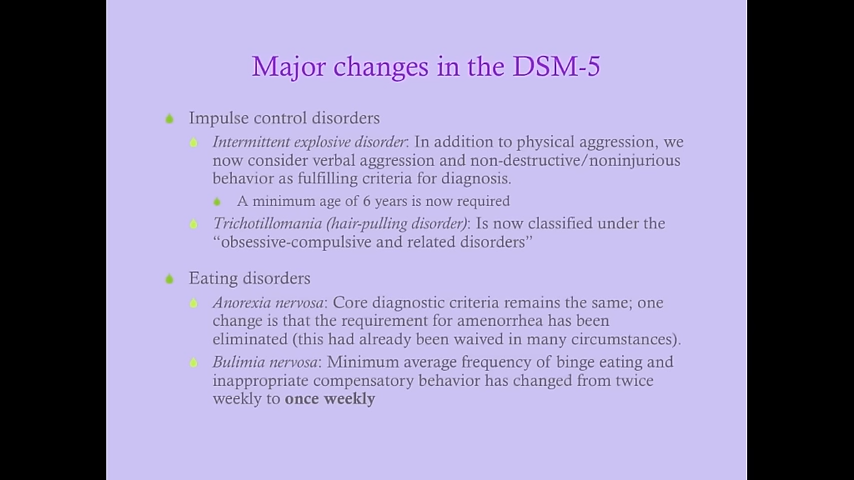 Major changes in the DSM-5
Impulse control disorders
Intermittent explosive disorder: In addition to physical aggression, we
now consider verbal aggression and non-destructive/noninjurious
behavior as fulfilling criteria for diagnosis.
A minimum age of 6 years is now required
Trichotillomania (hair-pulling disorder): Is now classified under the
“obsessive-compulsive and related disorders”
Eating disorders
Anorexia nervosa: Core diagnostic criteria remains the same; one
change is that the requirement for amenorrhea has been
eliminated (this had already been waived in many circumstances).
Bulimia nervosa: Minimum average frequency of binge eating and
inappropriate compensatory behavior has changed from twice
weekly to once weekly